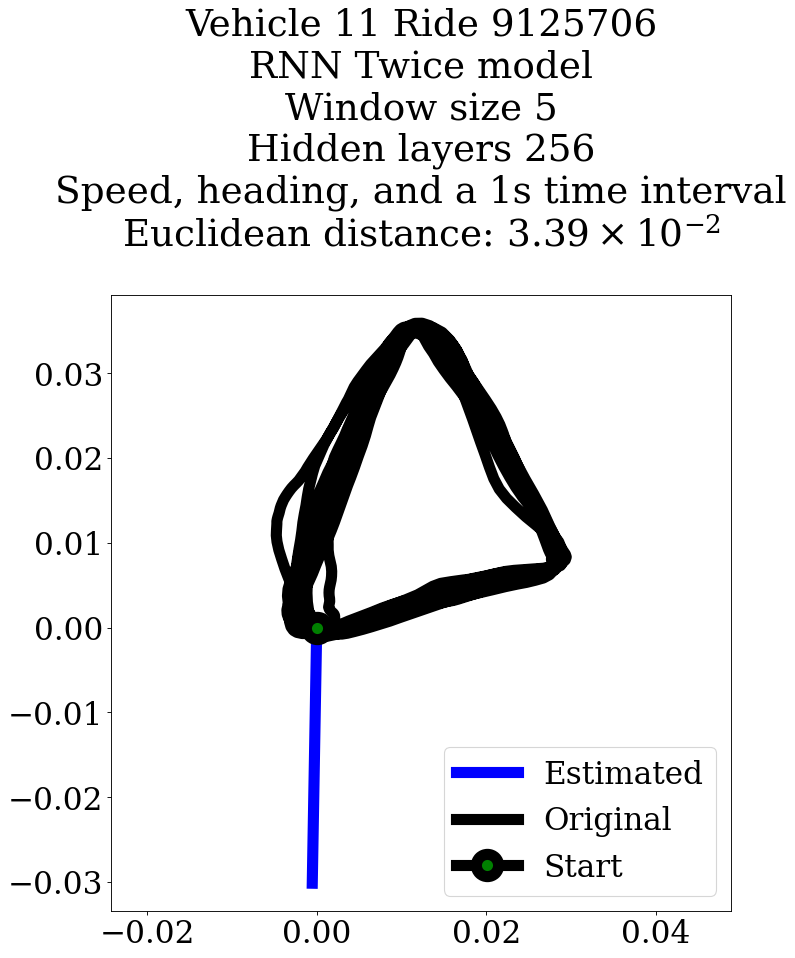 Vehicle 11 Ride 9125706
RNN Twice model
Window size 5
Hidden layers 256
Speed, heading, and a 1s time interval
Euclidean distance: 3.39 × 10⁻²
0.03
0.02
0.01
0.00
−0.01
−0.02
−0.03
Estimated
Original
Start
−0.02 0.00 0.02 0.04